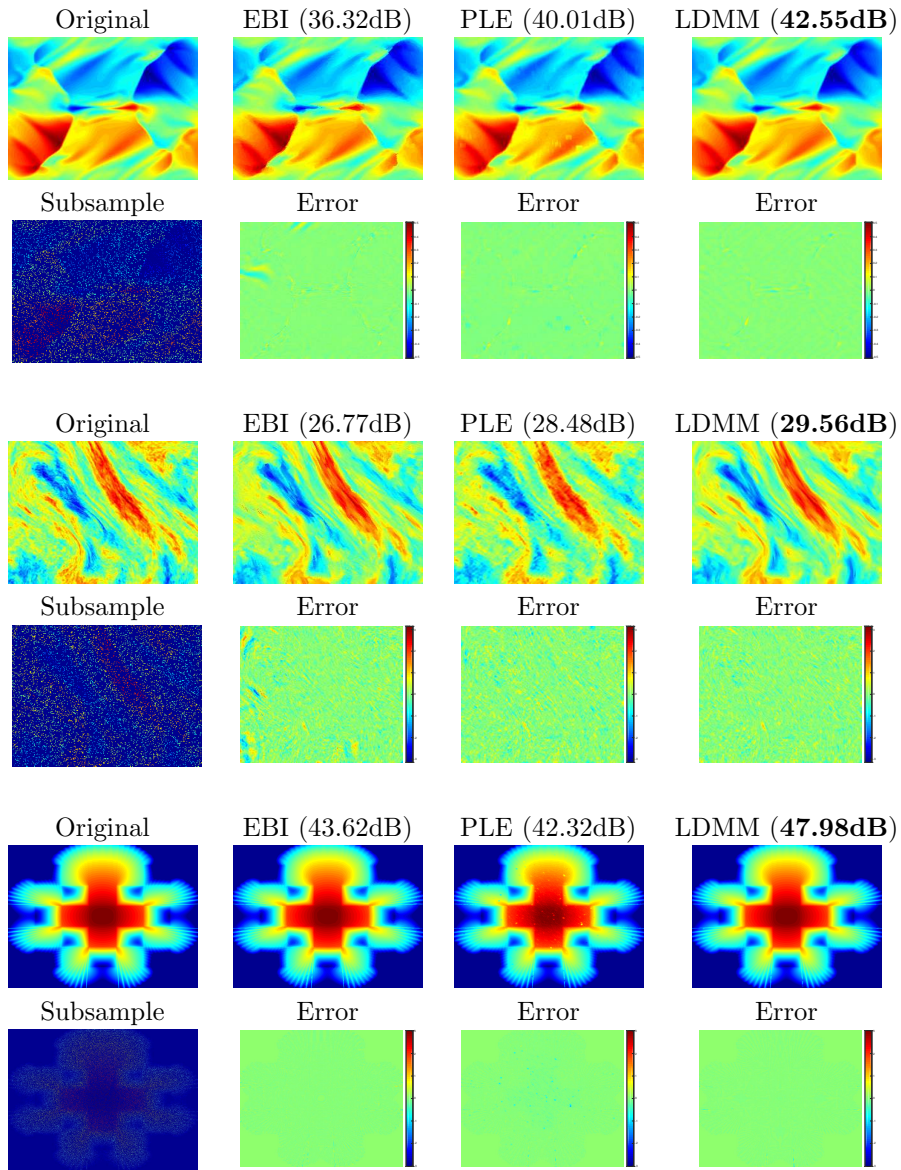 Original EBI (36.32dB) PLE (40.01dB) LDMM (42.55dB)
Subsample Error Error Error
Original EBI (26.77dB) PLE (28.48dB) LDMM (29.56dB)
Subsample Error Error Error
Original EBI (43.62dB) PLE (42.32dB) LDMM (47.98dB)
Subsample Error Error Error